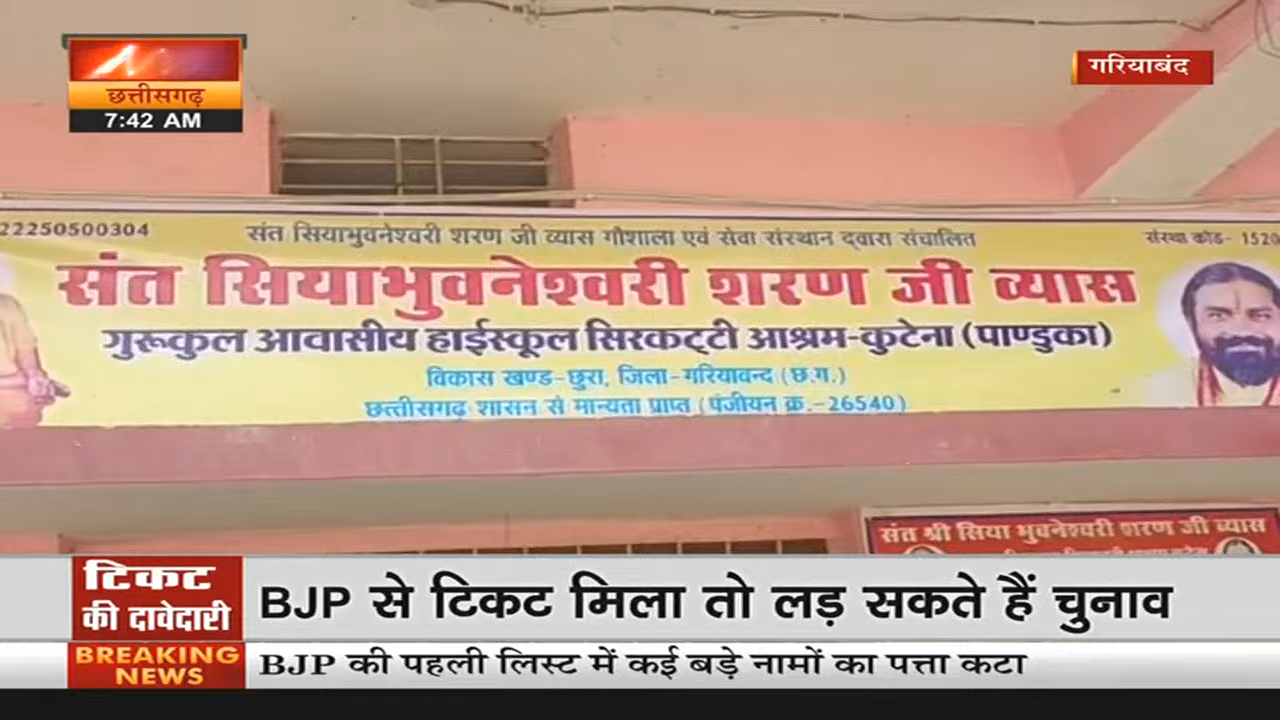 छत्तीसगढ़
7:42 AM
गरियाबंद
22250500304
संत सियाभुवनेश्वरी शरण जी व्यास गौशाला एवं सेवा संस्थान द्वारा संचालित
संस्था कोड- 1520
संत सियाभुवनेश्वरी शरण जी व्यास
गुरूकुल आवासीय हाईस्कूल सिरकट्टी आश्रम-कुटेना (पाण्डुका)
विकास खण्ड-छुरा, जिला-गरियावन्द (छ.ग.)
छत्तीसगढ़ शासन से मान्यता प्राप्त (पंजीयन क्र.-26540)
संत श्री सिया भुवनेश्वरी शरण जी व्यास
टिकट
की दावेदारी
BJP से टिकट मिला तो लड़ सकते हैं चुनाव
BREAKING
NEWS
BJP की पहली लिस्ट में कई बड़े नामों का पत्ता कटा